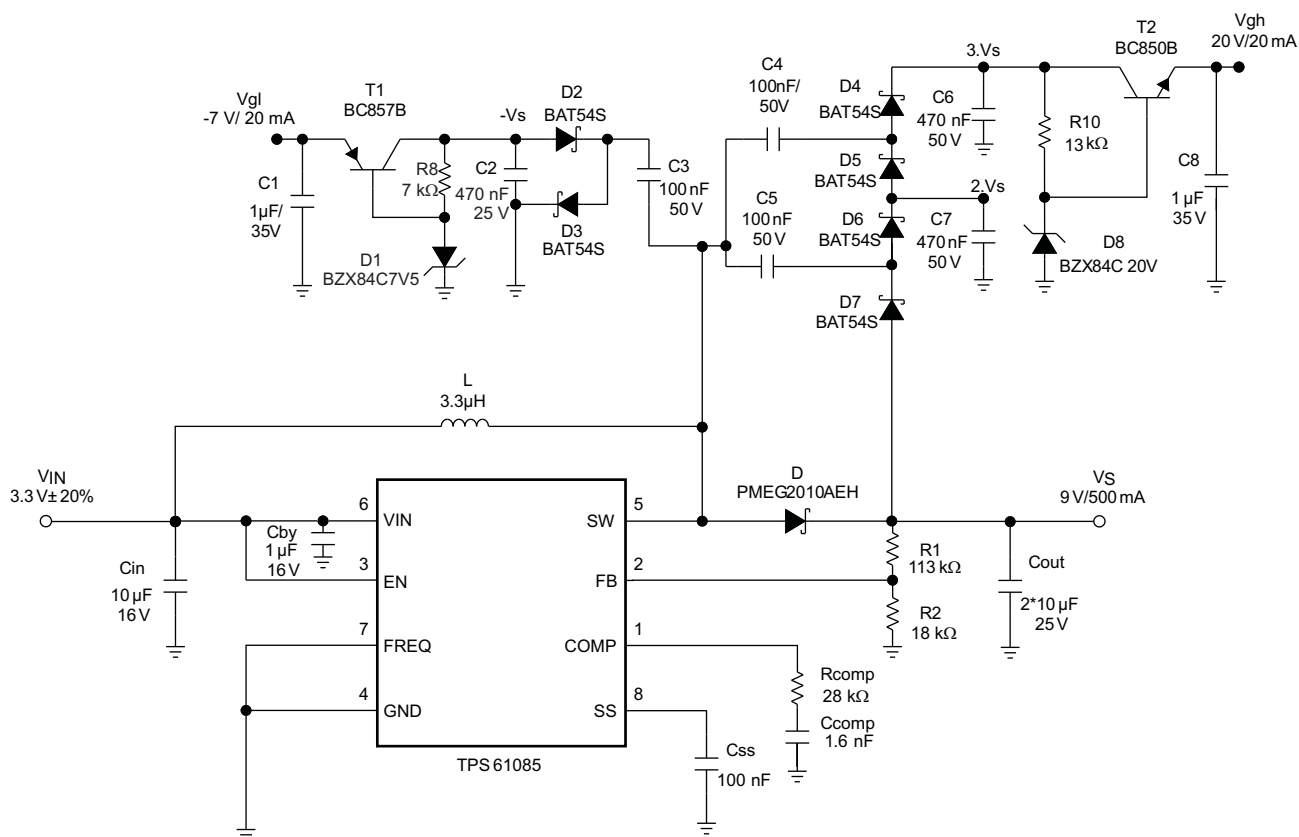 Vgl
-7 V/ 20 mA
T1
BC857B
C1
1µF/
35V
R8
7 kΩ
D1
BZX84C7V5
-Vs
C2
470 nF
25 V
D2
BAT54S
D3
BAT54S
C3
100 nF
50 V
C4
100nF/
50V
C5
100 nF
50 V
D4
BAT54S
D5
BAT54S
D6
BAT54S
D7
BAT54S
3.Vs
C6
470 nF
50 V
2.Vs
C7
470 nF
50 V
R10
13 kΩ
T2
BC850B
D8
BZX84C 20V
Vgh
20 V/20 mA
C8
1 µF
35 V
L
3.3µH
VIN
3.3 V± 20%
Cin
10 µF
16 V
Cby
1 µF
16 V
6
VIN
3
EN
7
FREQ
4
GND
5
SW
2
FB
1
COMP
8
SS
TPS 61085
D
PMEG2010AEH
VS
9 V/500 mA
R1
113 kΩ
R2
18 kΩ
Cout
2*10 µF
25 V
Rcomp
28 kΩ
Ccomp
1.6 nF
Css
100 nF